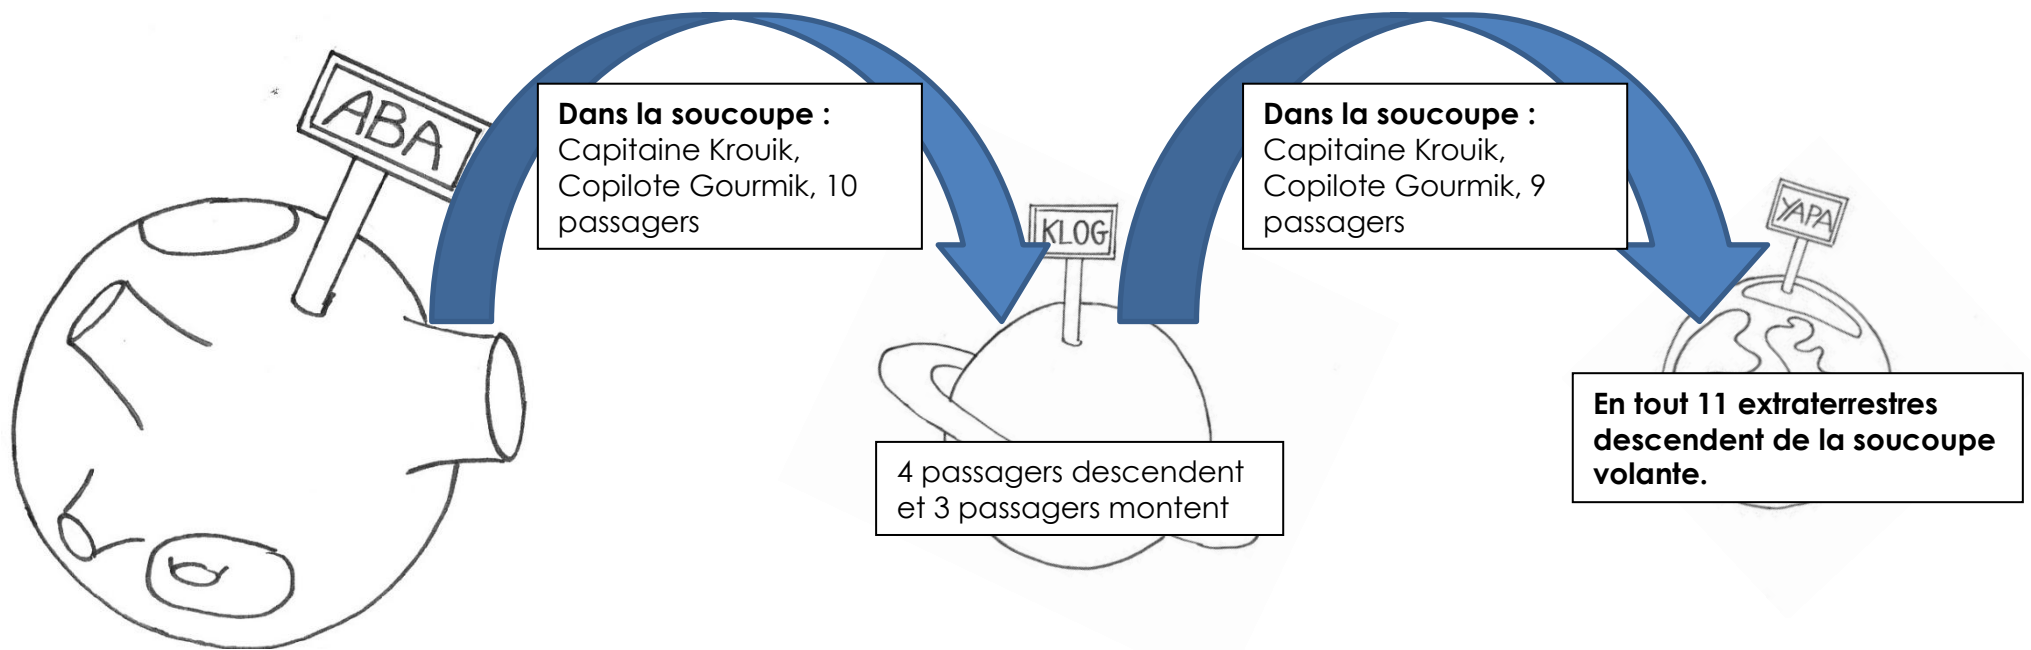 ABA
Dans la soucoupe :
Capitaine Krouik,
Copilote Gourmik, 10
passagers
KLOG
4 passagers descendent
et 3 passagers montent
Dans la soucoupe :
Capitaine Krouik,
Copilote Gourmik, 9
passagers
YAPA
En tout 11 extraterrestres
descendent de la soucoupe
volante.